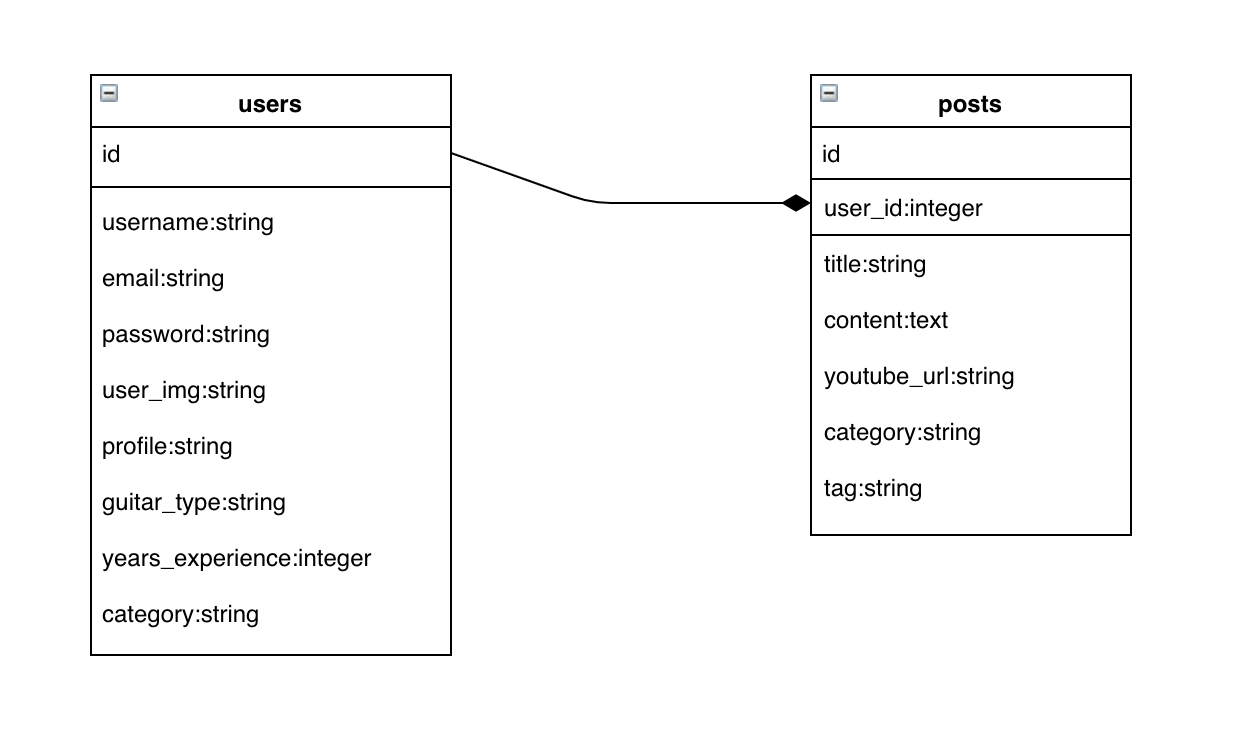 users
id
username:string
email:string
password:string
user_img:string
profile:string
guitar_type:string
years_experience:integer
category:string
posts
id
user_id:integer
title:string
content:text
youtube_url:string
category:string
tag:string